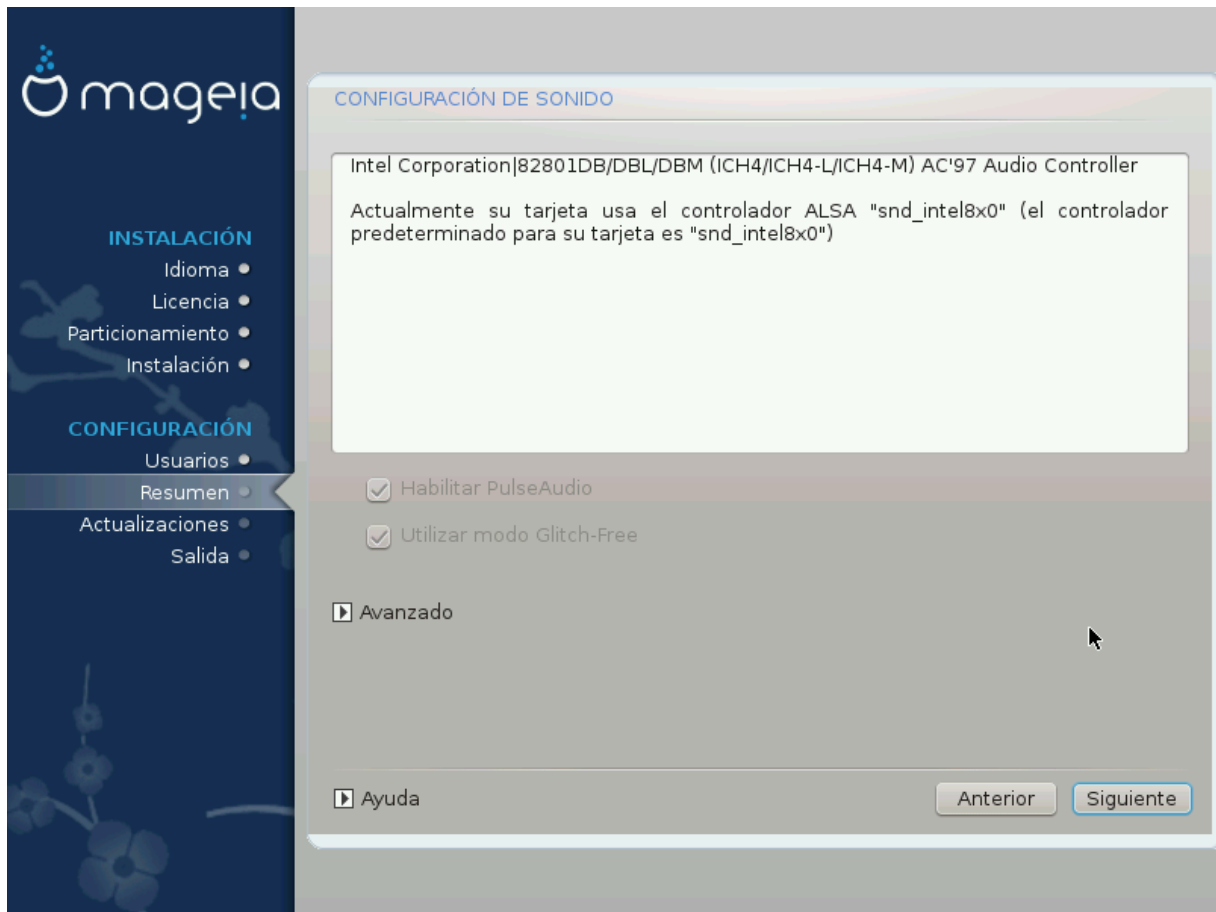 mageia
INSTALACIÓN
Idioma
Licencia
Particionamiento
Instalación
CONFIGURACIÓN
Usuarios
Resumen
Actualizaciones
Salida
CONFIGURACIÓN DE SONIDO
Intel Corporation|82801DB/DBL/DBM (ICH4/ICH4-L/ICH4-M) AC'97 Audio Controller
Actualmente su tarjeta usa el controlador ALSA "snd_intel8x0" (el controlador
predeterminado para su tarjeta es "snd_intel8x0")
Habilitar PulseAudio
Utilizar modo Glitch-Free
Avanzado
Ayuda
Anterior
Siguiente